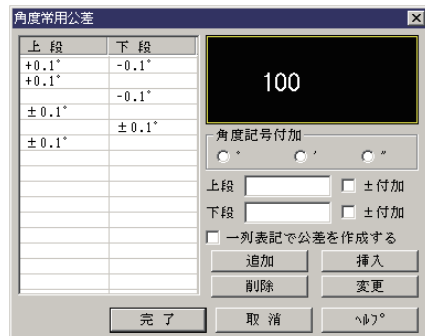 角度常用公差
上 段 下 段
+0.1° -0.1°
+0.1°
-0.1°
±0.1°
±0.1°
±0.1°
100
角度記号付加
° ′ ″
上段 ±付加
下段 ±付加
一列表記で公差を作成する
追加 挿入
削除 変更
完 了 取 消 ﾍﾙﾌﾟ